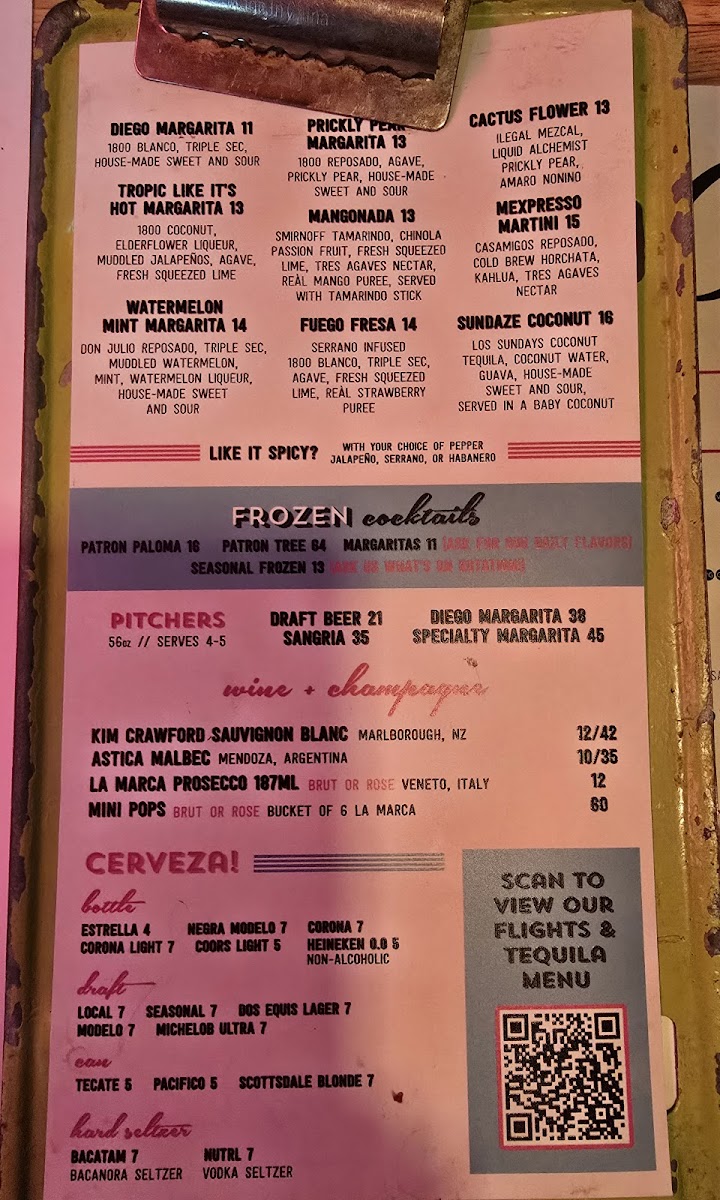 DIEGO MARGARITA 11
1800 BLANCO, TRIPLE SEC,
HOUSE-MADE SWEET AND SOUR
TROPIC LIKE IT'S
HOT MARGARITA 13
1800 COCONUT,
ELDERFLOWER LIQUEUR,
MUDDLED JALAPEÑOS, AGAVE,
FRESH SQUEEZED LIME
WATERMELON
MINT MARGARITA 14
DON JULIO REPOSADO, TRIPLE SEC,
MUDDLED WATERMELON,
MINT, WATERMELON LIQUEUR,
HOUSE-MADE SWEET
AND SOUR
PRICKLY PEAR
MARGARITA 13
1800 REPOSADO, AGAVE,
PRICKLY PEAR, HOUSE-MADE
SWEET AND SOUR
MANGONADA 13
SMIRNOFF TAMARINDO, CHINOLA
PASSION FRUIT, FRESH SQUEEZED
LIME, TRES AGAVES NECTAR,
REÀL MANGO PUREE, SERVED
WITH TAMARINDO STICK
FUEGO FRESA 14
SERRANO INFUSED
1800 BLANCO, TRIPLE SEC,
AGAVE, FRESH SQUEEZED
LIME, REÀL STRAWBERRY
PUREE
CACTUS FLOWER 13
ILEGAL MEZCAL,
LIQUID ALCHEMIST
PRICKLY PEAR,
AMARO NONINO
MEXPRESSO
MARTINI 15
CASAMIGOS REPOSADO,
COLD BREW HORCHATA,
KAHLUA, TRES AGAVES
NECTAR
SUNDAZE COCONUT 16
LOS SUNDAYS COCONUT
TEQUILA, COCONUT WATER,
GUAVA, HOUSE-MADE
SWEET AND SOUR,
SERVED IN A BABY COCONUT
LIKE IT SPICY? WITH YOUR CHOICE OF PEPPER
JALAPEÑO, SERRANO, OR HABANERO
FROZEN cocktails
PATRON PALOMA 16 PATRON TREE 64 MARGARITAS 11 (ASK FOR OUR DAILY FLAVORS)
SEASONAL FROZEN 13 (ASK US WHAT'S ON ROTATION)
PITCHERS
56oz // SERVES 4-5
DRAFT BEER 21
SANGRIA 35
DIEGO MARGARITA 38
SPECIALTY MARGARITA 45
wine + champagne
KIM CRAWFORD SAUVIGNON BLANC MARLBOROUGH, NZ 12/42
ASTICA MALBEC MENDOZA, ARGENTINA 10/35
LA MARCA PROSECCO 187ML BRUT OR ROSE VENETO, ITALY 12
MINI POPS BRUT OR ROSE BUCKET OF 6 LA MARCA 60
CERVEZA!
bottle
ESTRELLA 4 NEGRA MODELO 7 CORONA 7
CORONA LIGHT 7 COORS LIGHT 5 HEINEKEN 0.0 5
NON-ALCOHOLIC
draft
LOCAL 7 SEASONAL 7 DOS EQUIS LAGER 7
MODELO 7 MICHELOB ULTRA 7
can
TECATE 5 PACIFICO 5 SCOTTSDALE BLONDE 7
hard seltzer
BACATAM 7 NUTRL 7
BACANORA SELTZER VODKA SELTZER
SCAN TO
VIEW OUR
FLIGHTS &
TEQUILA
MENU